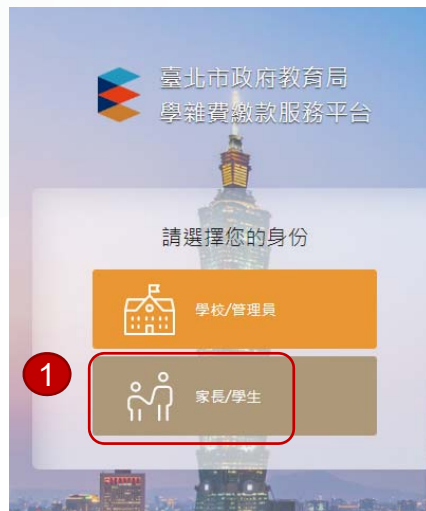 臺北市政府教育局
學雜費繳款服務平台
請選擇您的身份
學校/管理員
1
家長/學生